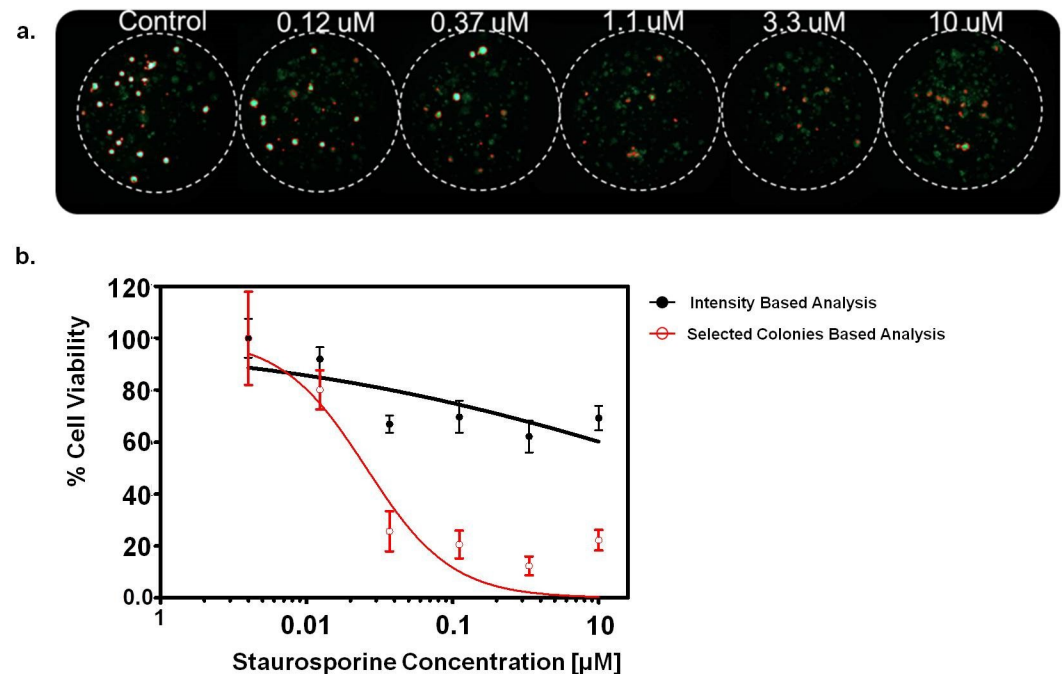 a.
Control 0.12 uM 0.37 uM 1.1 uM 3.3 uM 10 uM
b.
120
100
80
60
40
20
0.0
% Cell Viability
1 0.01 0.1 10
Staurosporine Concentration [µM]
Intensity Based Analysis
Selected Colonies Based Analysis